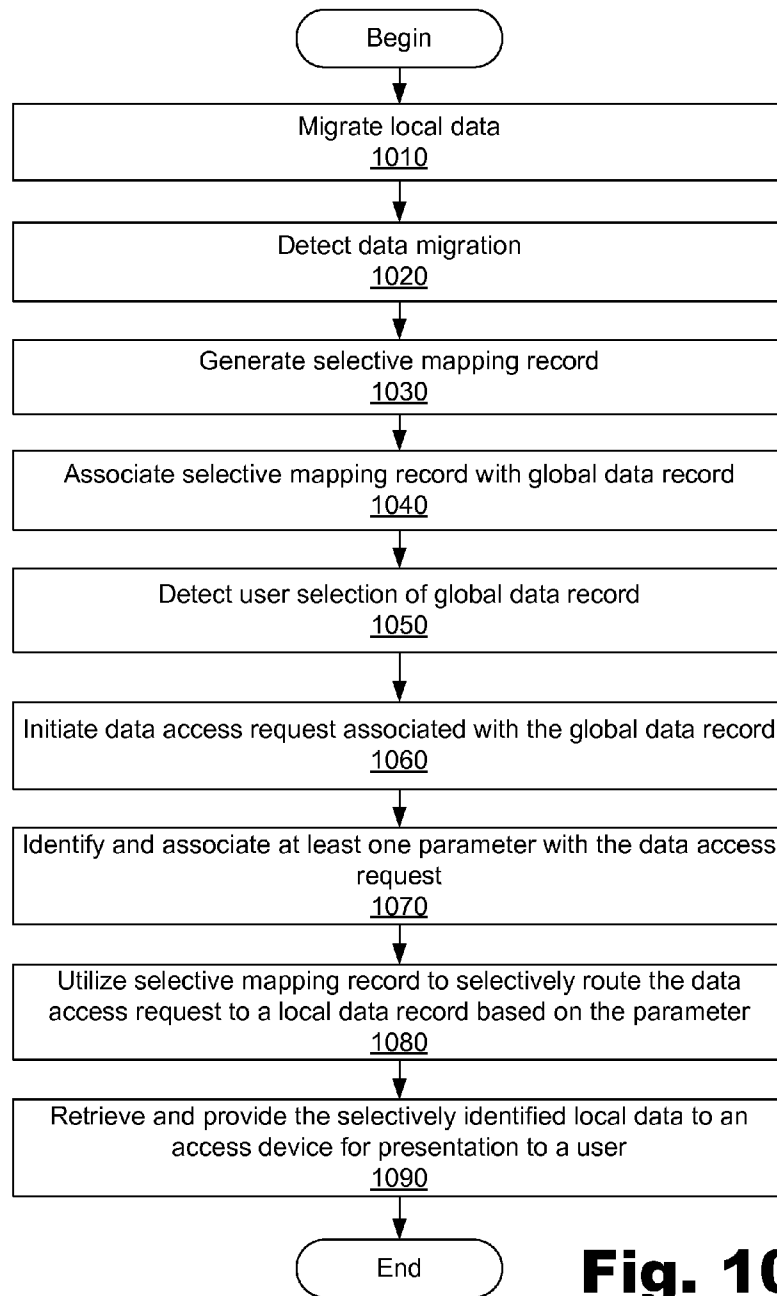 Begin
Migrate local data
1010
Detect data migration
1020
Generate selective mapping record
1030
Associate selective mapping record with global data record
1040
Detect user selection of global data record
1050
Initiate data access request associated with the global data record
1060
Identify and associate at least one parameter with the data access
request
1070
Utilize selective mapping record to selectively route the data
access request to a local data record based on the parameter
1080
Retrieve and provide the selectively identified local data to an
access device for presentation to a user
1090
End
Fig. 10